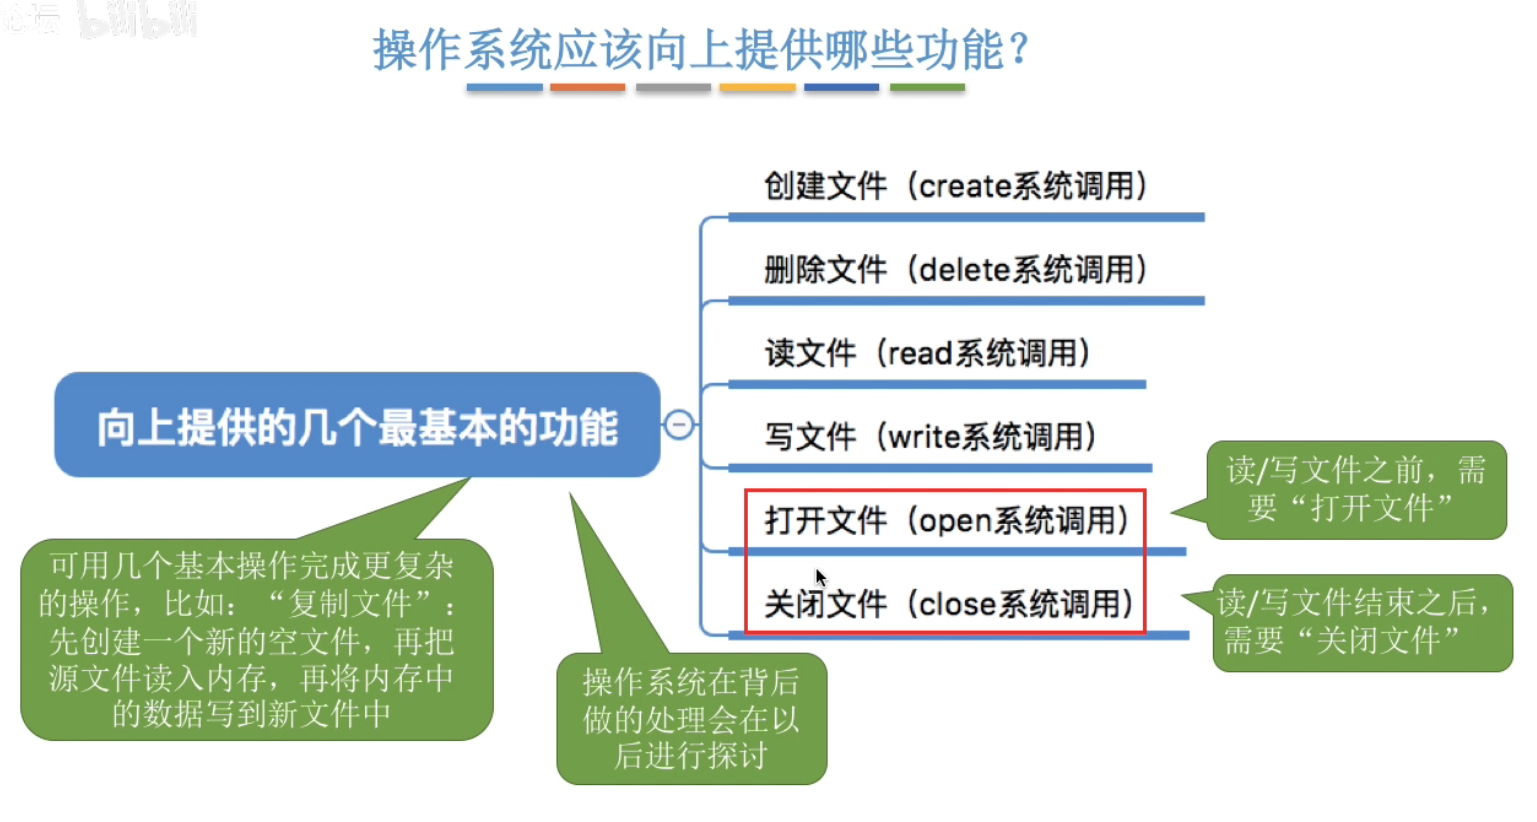 bilibili
操作系统应该向上提供哪些功能？
创建文件（create系统调用）
删除文件（delete系统调用）
读文件（read系统调用）
向上提供的几个最基本的功能
写文件（write系统调用）
打开文件（open系统调用）
关闭文件（close系统调用）
读/写文件之前，需
要“打开文件”
读/写文件结束之后，
需要“关闭文件”
可用几个基本操作完成更复杂
的操作，比如：“复制文件”：
先创建一个新的空文件，再把
源文件读入内存，再将内存中
的数据写到新文件中
操作系统在背后
做的处理会在以
后进行探讨